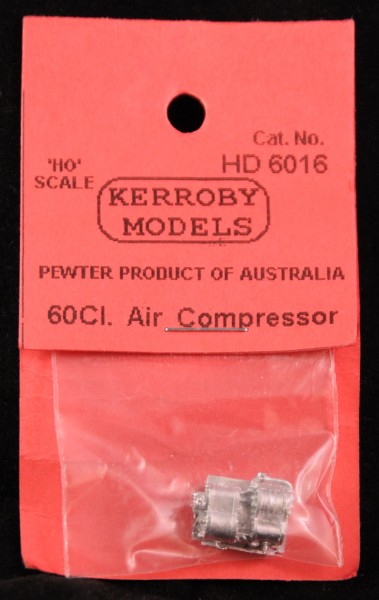 Cat. No.
'HO' HD 6016
SCALE
KERROBY
MODELS
PEWTER PRODUCT OF AUSTRALIA
60Cl. Air Compressor